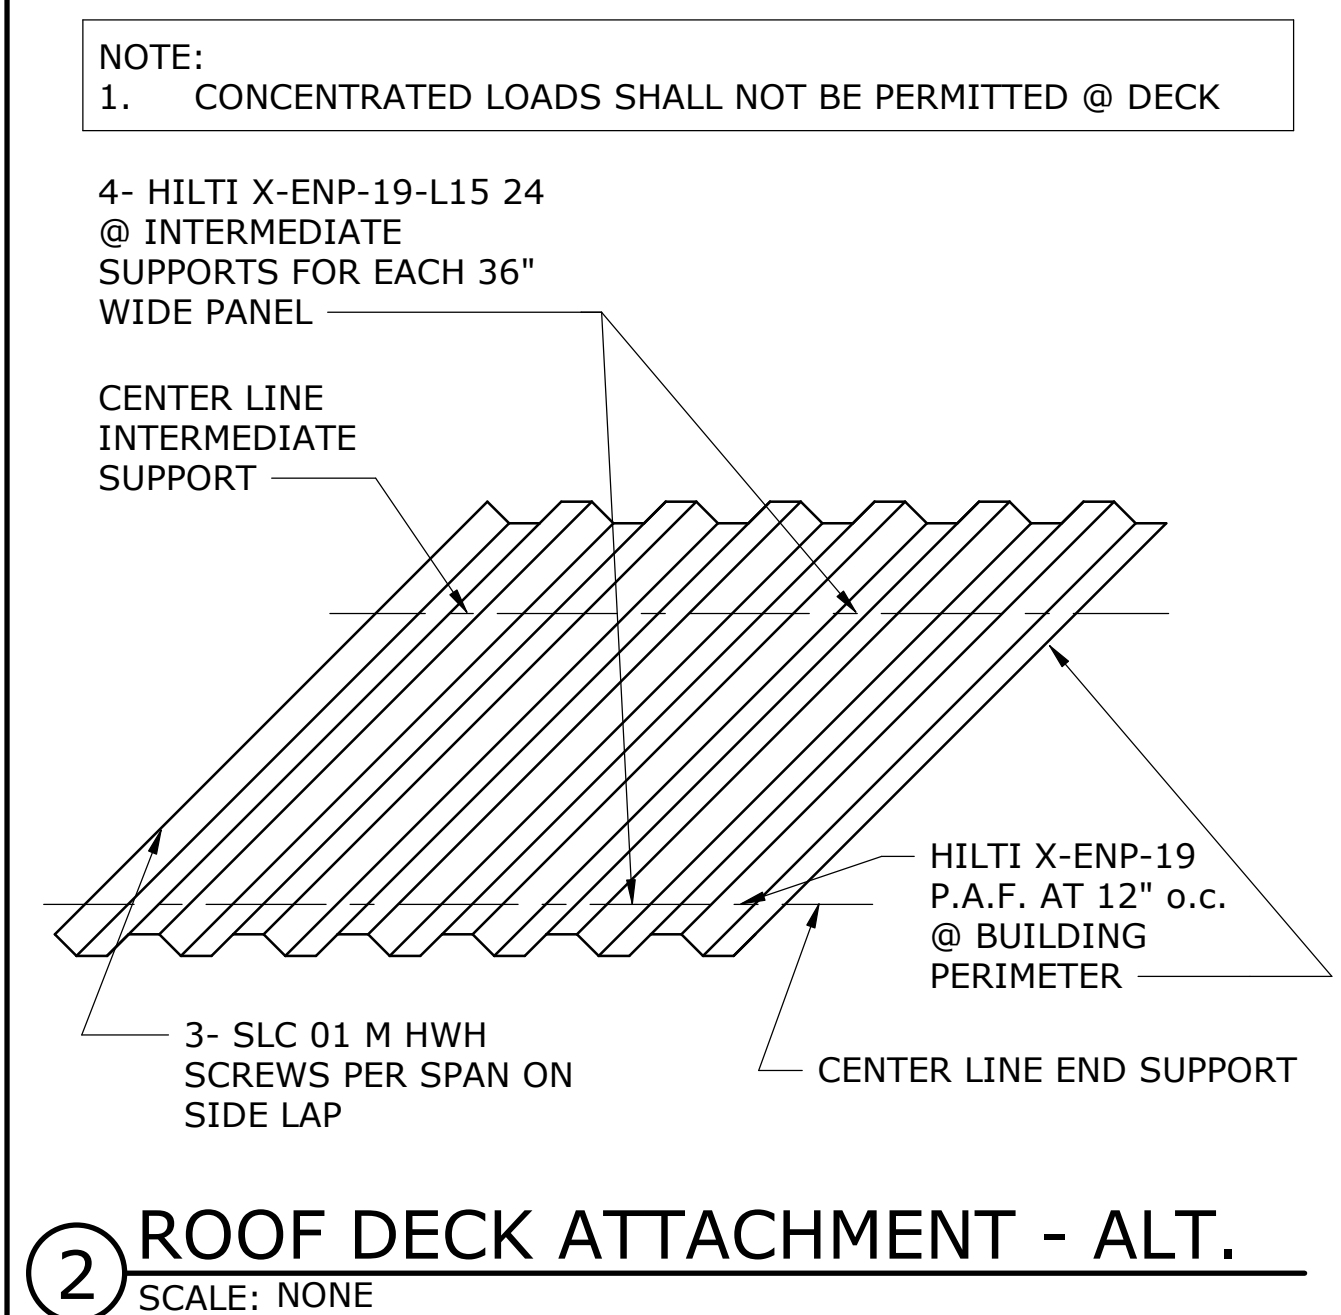 NOTE:
1. CONCENTRATED LOADS SHALL NOT BE PERMITTED @ DECK
4- HILTI X-ENP-19-L15 24
@ INTERMEDIATE
SUPPORTS FOR EACH 36"
WIDE PANEL
CENTER LINE
INTERMEDIATE
SUPPORT
HILTI X-ENP-19
P.A.F. AT 12" o.c.
@ BUILDING
PERIMETER
3- SLC 01 M HWH
SCREWS PER SPAN ON
SIDE LAP
CENTER LINE END SUPPORT
2 ROOF DECK ATTACHMENT - ALT.
SCALE: NONE